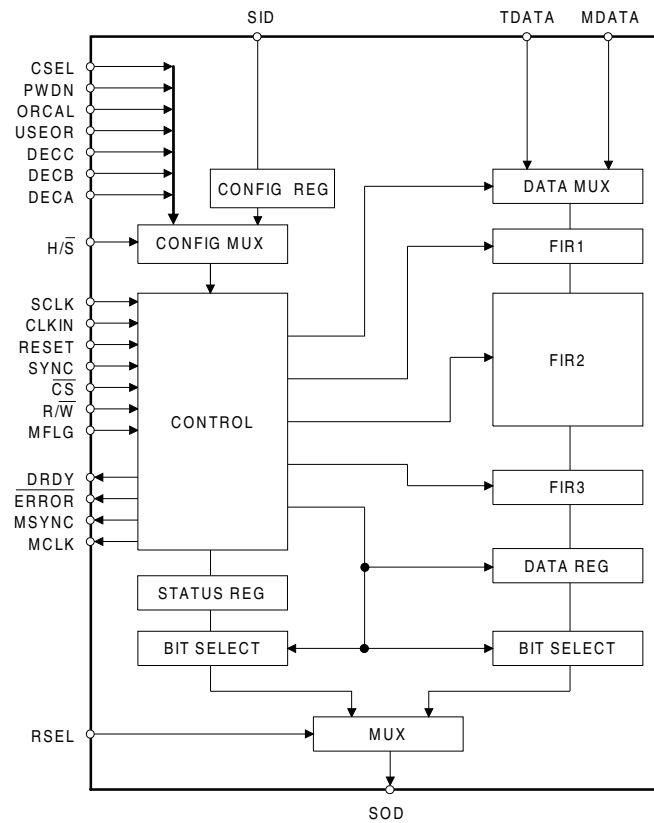 SID
TDATA MDATA
CSEL
PWDN
ORCAL
USEOR
DECC
DECB
DECA
CONFIG REG
DATA MUX
H/S̅
CONFIG MUX
FIR1
SCLK
CLKIN
RESET
SYNC
C̅S̅
R/W̅
MFLG
CONTROL
FIR2
DRDY
E̅R̅R̅O̅R̅
MSYNC
MCLK
FIR3
DATA REG
STATUS REG
BIT SELECT
BIT SELECT
RSEL
MUX
SOD